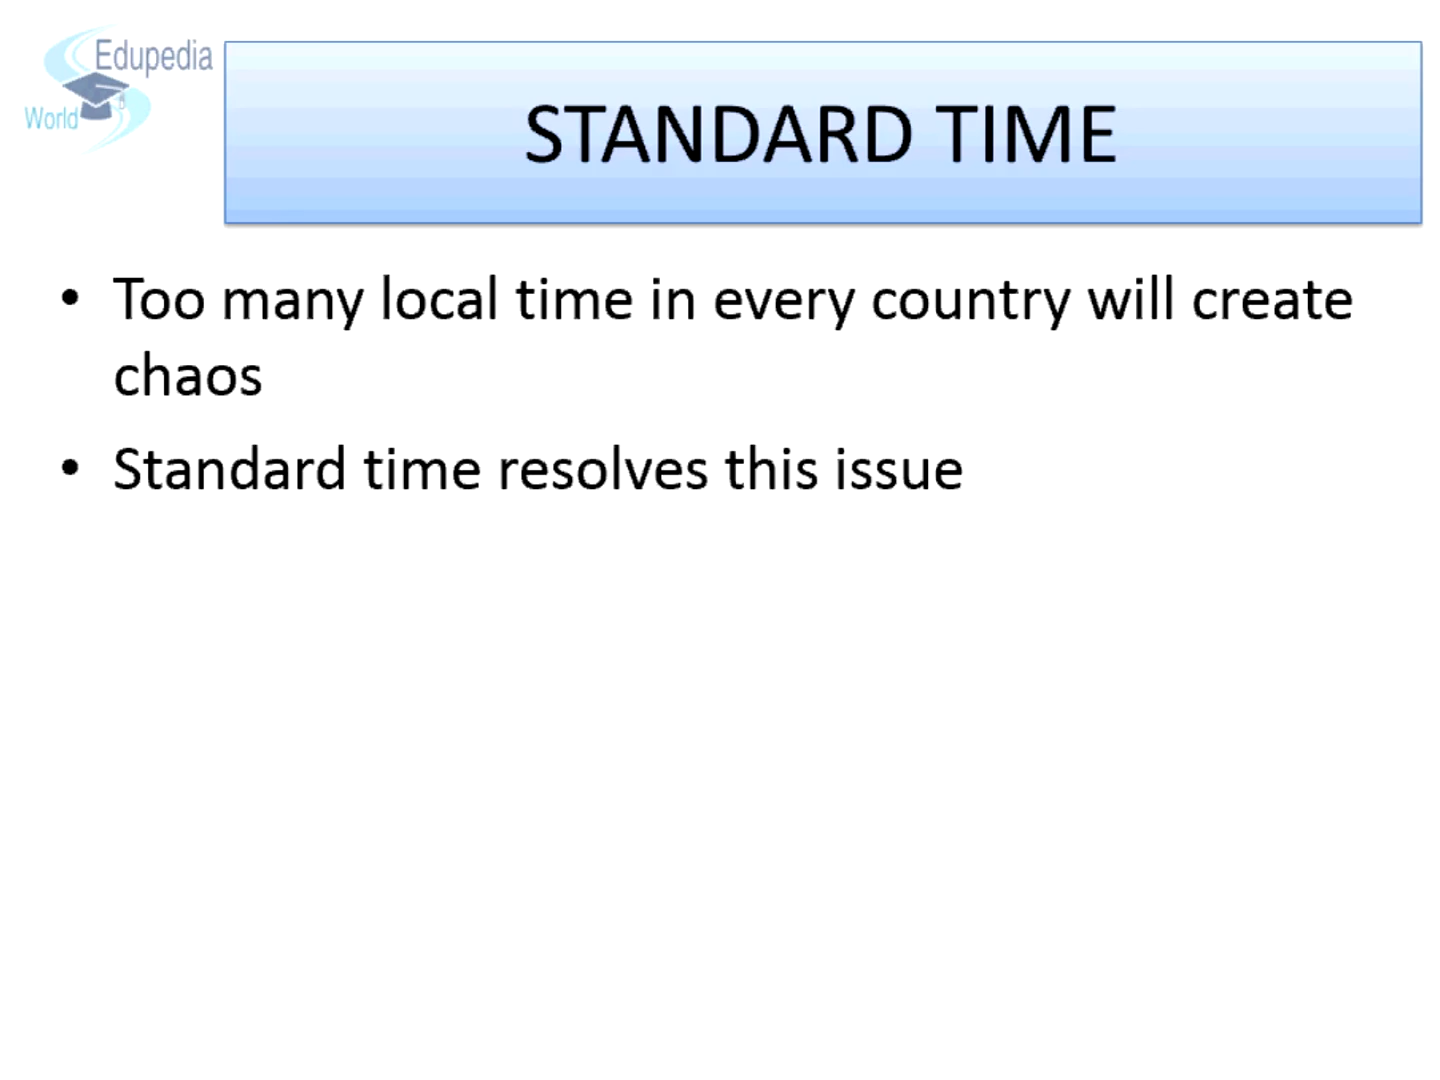 Edupedia
World
STANDARD TIME
• Too many local time in every country will create
chaos
• Standard time resolves this issue